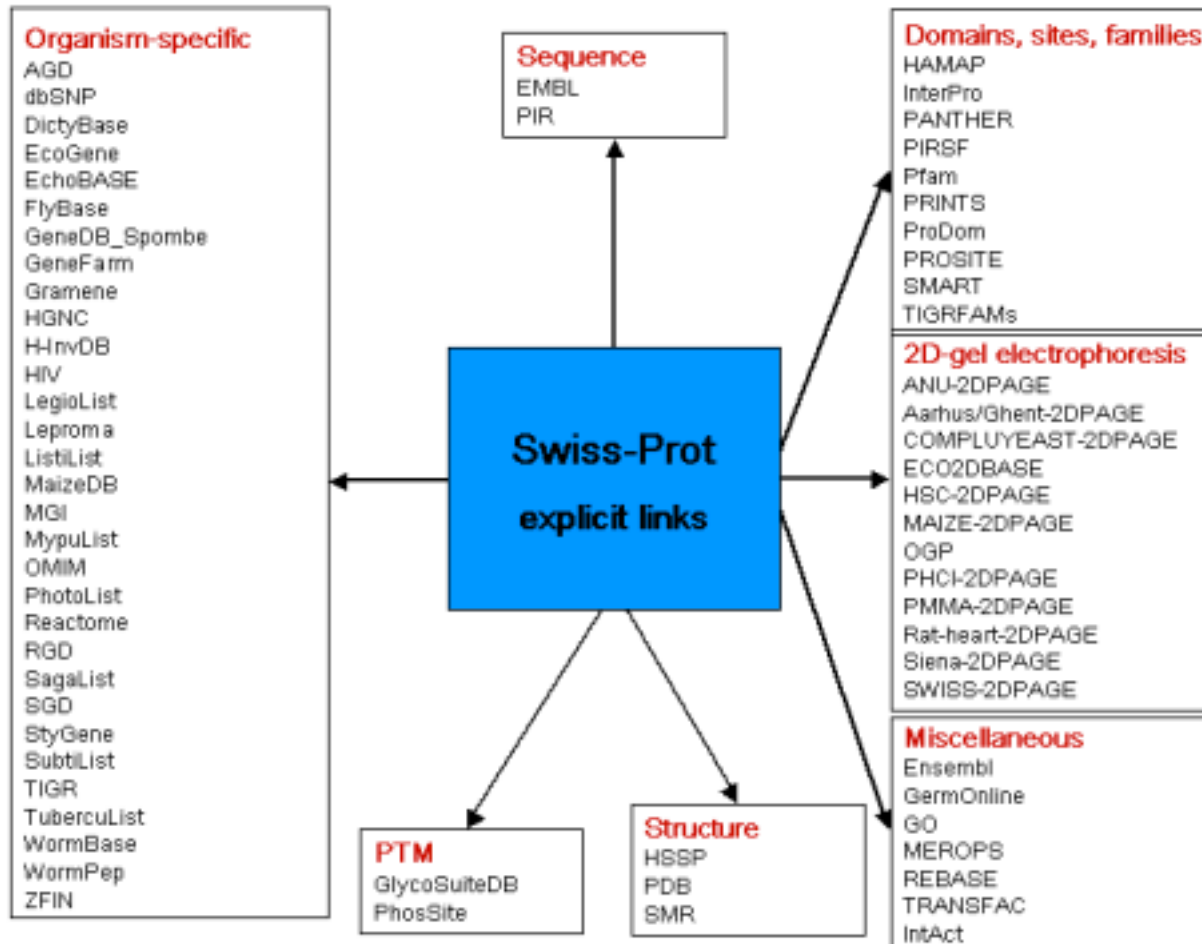 Organism-specific
AGD
dbSNP
DictyBase
EcoGene
EchoBASE
FlyBase
GeneDB_Spombe
GeneFarm
Gramene
HGNC
H-InvDB
HIV
LegioList
Leproma
ListiList
MaizeDB
MGI
MypuList
OMIM
PhotoList
Reactome
RGD
SagaList
SGD
StyGene
SubtiList
TIGR
TubercuList
WormBase
WormPep
ZFIN
Sequence
EMBL
PIR
Swiss-Prot
explicit links
PTM
GlycoSuiteDB
PhosSite
Structure
HSSP
PDB
SMR
Domains, sites, families
HAMAP
InterPro
PANTHER
PIRSF
Pfam
PRINTS
ProDom
PROSITE
SMART
TIGRFAMs
2D-gel electrophoresis
ANU-2DPAGE
Aarhus/Ghent-2DPAGE
COMPLUYEAST-2DPAGE
ECO2DBASE
HSC-2DPAGE
MAIZE-2DPAGE
OGP
PHCI-2DPAGE
PMMA-2DPAGE
Rat-heart-2DPAGE
Siena-2DPAGE
SWISS-2DPAGE
Miscellaneous
Ensembl
GermOnline
GO
MEROPS
REBASE
TRANSFAC
IntAct